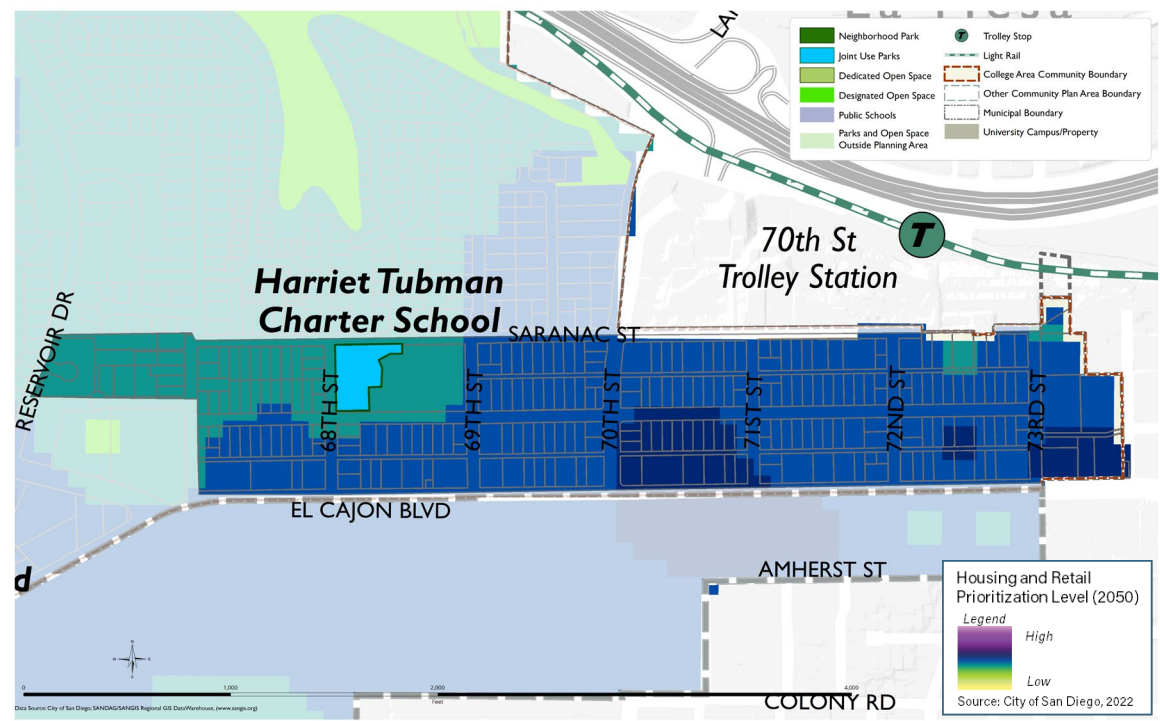 La Presa
LA
Neighborhood Park
Joint Use Parks
Dedicated Open Space
Designated Open Space
Public Schools
Parks and Open Space
Outside Planning Area
T
Trolley Stop
Light Rail
College Area Community Boundary
Other Community Plan Area Boundary
Municipal Boundary
University Campus/Property
70th St
Trolley Station
T
Harriet Tubman
Charter School
SARANAC ST
RESERVOIR DR
68TH ST
69TH ST
70TH ST
71ST ST
72ND ST
73RD ST
EL CAJON BLVD
d
AMHERST ST
COLONY RD
Housing and Retail
Prioritization Level (2050)
Legend
High
Low
Source: City of San Diego, 2022
N
W
E
S
0
1,000
2,000
4,000
Feet
Data Source: City of San Diego; SANDAG/SANGIS Regional GIS DataWarehouse, (www.sangis.org)